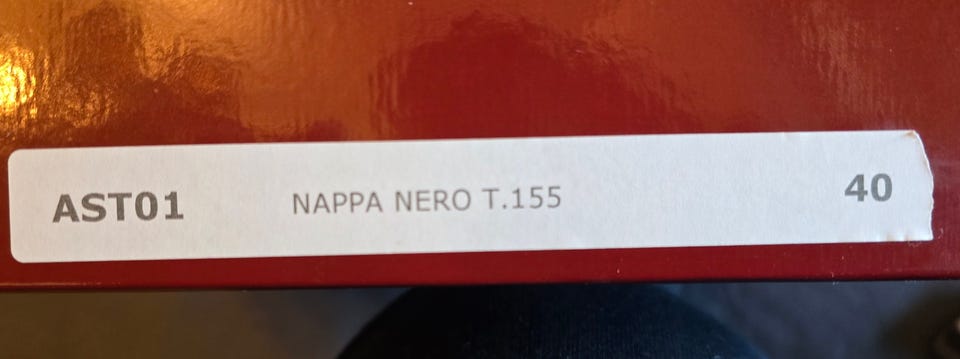 AST01 NAPPA NERO T.155 40